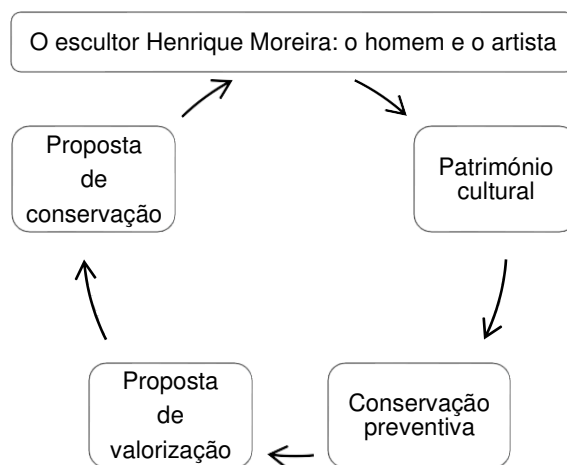 O escultor Henrique Moreira: o homem e o artista
Património
cultural
Conservação
preventiva
Proposta
de
valorização
Proposta
de
conservação